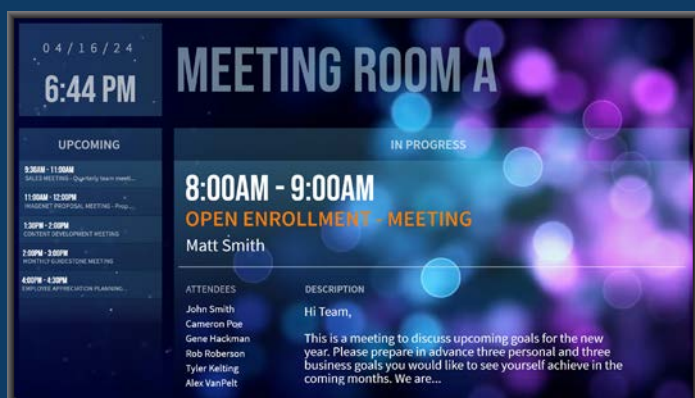 04/16/24
6:44 PM
MEETING ROOM A
UPCOMING
9:30AM - 11:00AM
SALES MEETING - Quarterly team meeti...
11:00AM - 12:00PM
IMAGENET PROPOSAL MEETING - Prop...
1:30PM - 2:00PM
CONTENT DEVELOPMENT MEETING
2:00PM - 3:00PM
MONTHLY GUIDESTONE MEETING
4:00PM - 4:30PM
EMPLOYEE APPRECIATION PLANNING...
IN PROGRESS
8:00AM - 9:00AM
OPEN ENROLLMENT - MEETING
Matt Smith
ATTENDEES
John Smith
Cameron Poe
Gene Hackman
Rob Roberson
Tyler Kelting
Alex VanPelt
DESCRIPTION
Hi Team,
This is a meeting to discuss upcoming goals for the new
year. Please prepare in advance three personal and three
business goals you would like to see yourself achieve in the
coming months. We are...